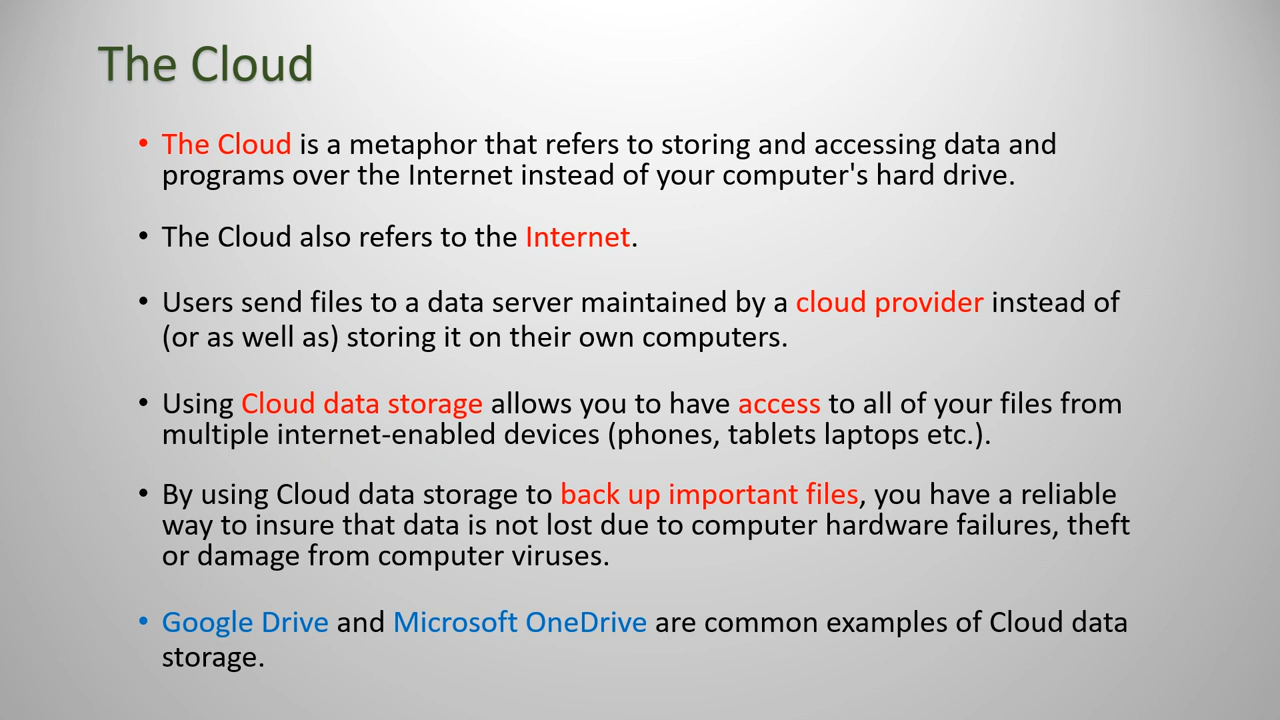 The Cloud
• The Cloud is a metaphor that refers to storing and accessing data and
programs over the Internet instead of your computer's hard drive.
• The Cloud also refers to the Internet.
• Users send files to a data server maintained by a cloud provider instead of
(or as well as) storing it on their own computers.
• Using Cloud data storage allows you to have access to all of your files from
multiple internet-enabled devices (phones, tablets laptops etc.).
• By using Cloud data storage to back up important files, you have a reliable
way to insure that data is not lost due to computer hardware failures, theft
or damage from computer viruses.
• Google Drive and Microsoft OneDrive are common examples of Cloud data
storage.